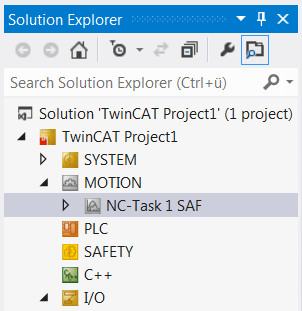 Solution Explorer
Search Solution Explorer (Ctrl+ü)
Solution 'TwinCAT Project1' (1 project)
TwinCAT Project1
SYSTEM
MOTION
NC-Task 1 SAF
PLC
SAFETY
C++
I/O